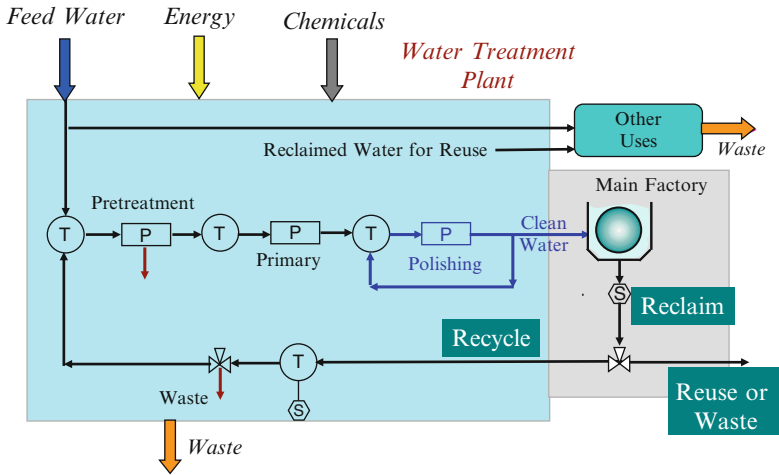 Feed Water
Energy
Chemicals
Water Treatment
Plant
Other
Uses
Waste
Reclaimed Water for Reuse
Main Factory
Pretreatment
T
P
T
P
T
P
Clean
Water
Primary
Polishing
S
Reclaim
Recycle
T
Waste
S
Reuse or
Waste
Waste